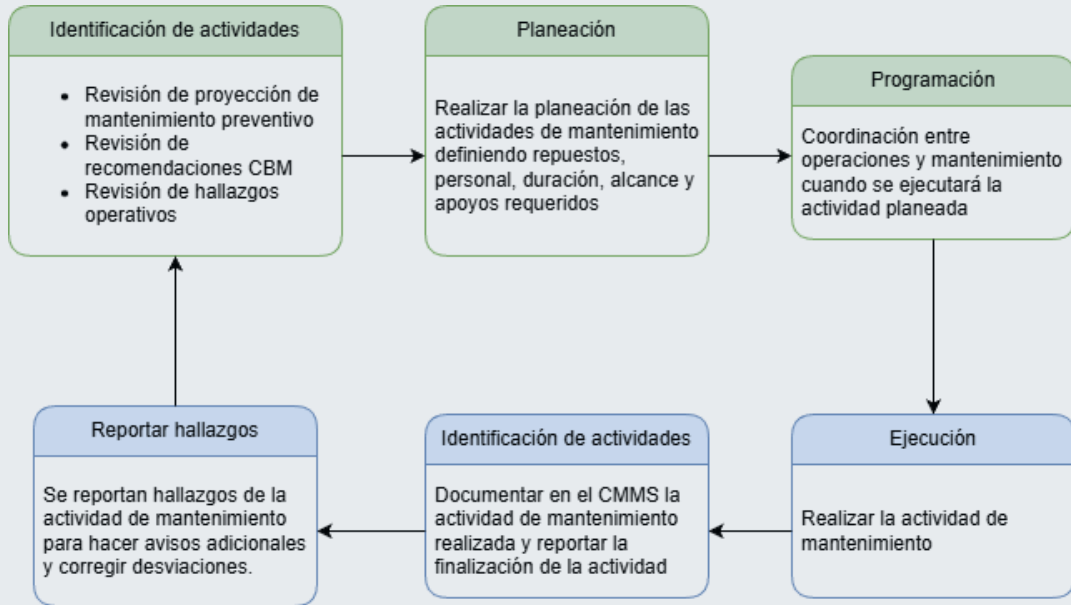 Identificación de actividades
• Revisión de proyección de
mantenimiento preventivo
• Revisión de
recomendaciones CBM
• Revisión de hallazgos
operativos
Planeación
Realizar la planeación de las
actividades de mantenimiento
definiendo repuestos,
personal, duración, alcance y
apoyos requeridos
Programación
Coordinación entre
operaciones y mantenimiento
cuando se ejecutará la
actividad planeada
Ejecución
Realizar la actividad de
mantenimiento
Identificación de actividades
Documentar en el CMMS la
actividad de mantenimiento
realizada y reportar la
finalización de la actividad
Reportar hallazgos
Se reportan hallazgos de la
actividad de mantenimiento
para hacer avisos adicionales
y corregir desviaciones.